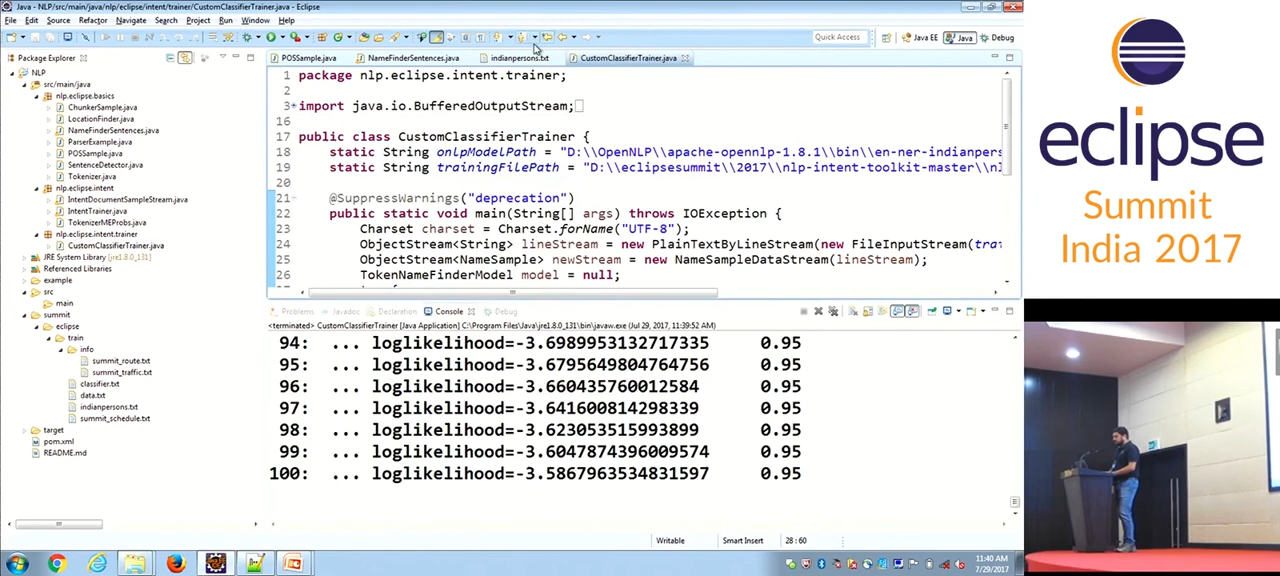 Java - NLP/src/main/java/nlp/eclipse/intent/trainer/CustomClassifierTrainer.java - Eclipse
File Edit Source Refactor Navigate Search Project Run Window Help
Quick Access Java EE Java Debug
Package Explorer
NLP
src/main/java
nlp.eclipse.basics
ChunkerSample.java
LocationFinder.java
NameFinderSentences.java
ParserExample.java
POSSample.java
SentenceDetector.java
Tokenizer.java
nlp.eclipse.intent
IntentDocumentSampleStream.java
IntentTrainer.java
TokenizerMEProbs.java
nlp.eclipse.intent.trainer
CustomClassifierTrainer.java
JRE System Library [jre1.8.0_131]
Referenced Libraries
example
src
main
summit
eclipse
train
info
summit_route.txt
summit_traffic.txt
classifier.txt
data.txt
indianpersons.txt
summit_schedule.txt
target
pom.xml
README.md
POSSample.java NameFinderSentences.java indianpersons.txt CustomClassifierTrainer.java
1 package nlp.eclipse.intent.trainer;
2
3 import java.io.BufferedOutputStream;
16
17 public class CustomClassifierTrainer {
18 static String onlpModelPath = "D:\\OpenNLP\\apache-opennlp-1.8.1\\bin\\en-ner-indianpers
19 static String trainingFilePath = "D:\\eclipsesummit\\2017\\nlp-intent-toolkit-master\\nl
20
21 @SuppressWarnings("deprecation")
22 public static void main(String[] args) throws IOException {
23 Charset charset = Charset.forName("UTF-8");
24 ObjectStream<String> lineStream = new PlainTextByLineStream(new FileInputStream(tra
25 ObjectStream<NameSample> newStream = new NameSampleDataStream(lineStream);
26 TokenNameFinderModel model = null;
Problems Javadoc Declaration Console Debug
<terminated> CustomClassifierTrainer [Java Application] C:\Program Files\Java\jre1.8.0_131\bin\javaw.exe (Jul 29, 2017, 11:39:52 AM)
94: ... loglikelihood=-3.6989953132717335 0.95
95: ... loglikelihood=-3.6795649804764756 0.95
96: ... loglikelihood=-3.660435760012584 0.95
97: ... loglikelihood=-3.641600814298339 0.95
98: ... loglikelihood=-3.623053515993899 0.95
99: ... loglikelihood=-3.6047874396009574 0.95
100: ... loglikelihood=-3.5867963534831597 0.95
Writable Smart Insert 28 : 60
11:40 AM
7/29/2017
eclipse
Summit
India 2017